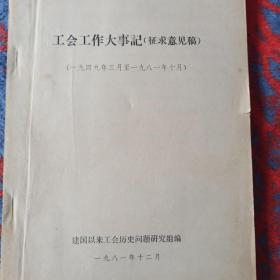 工会工作大事記(征求意见稿)
(一九四九年三月至一九八一年十月)
建国以来工会历史问题研究组编
一九八一年十二月